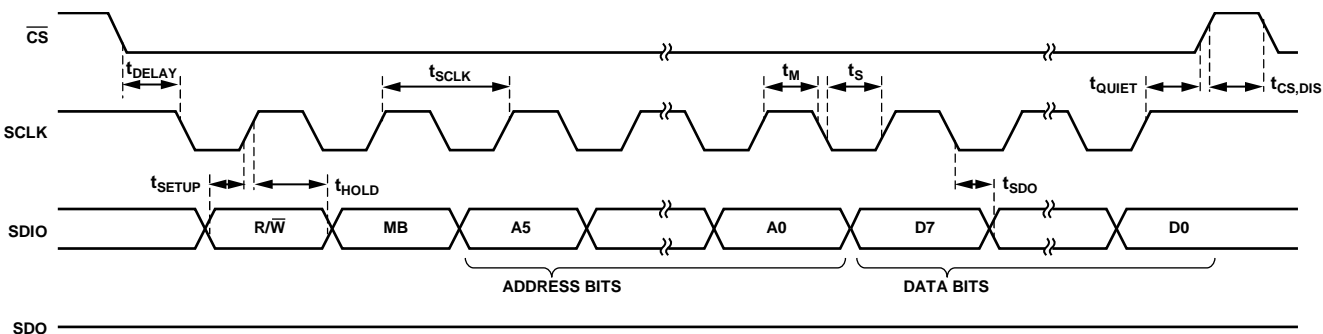 CS
tDELAY
tSCLK
tM
tS
tQUIET
tCS,DIS
SCLK
tSETUP
tHOLD
tSDO
SDIO
R/W
MB
A5
A0
D7
D0
ADDRESS BITS
DATA BITS
SDO